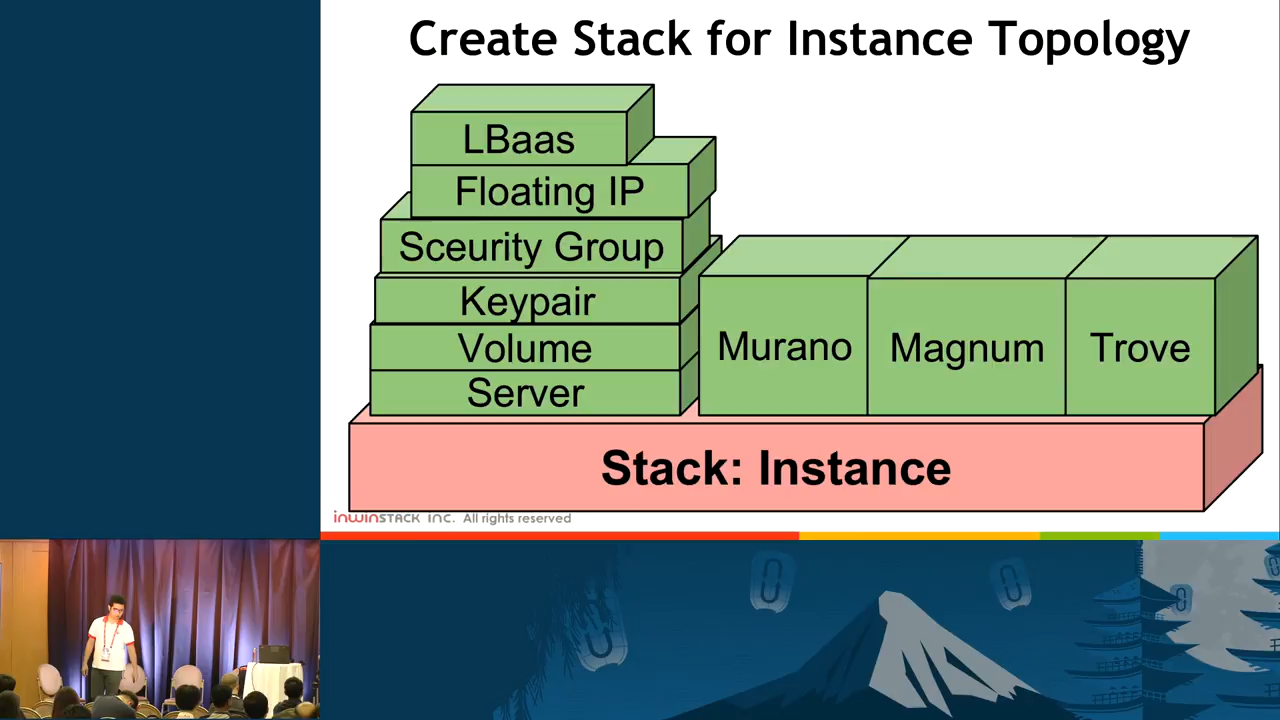 Create Stack for Instance Topology
LBaas
Floating IP
Sceurity Group
Keypair
Volume
Server
Murano
Magnum
Trove
Stack: Instance
inwinSTACK INC. All rights reserved